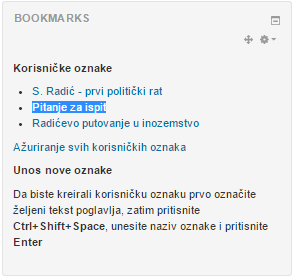 BOOKMARKS
Korisničke oznake
S. Radić - prvi politički rat
Pitanje za ispit
Radićevo putovanje u inozemstvo
Ažuriranje svih korisničkih oznaka
Unos nove oznake
Da biste kreirali korisničku oznaku prvo označite
željeni tekst poglavlja, zatim pritisnite
Ctrl+Shift+Space, unesite naziv oznake i pritisnite
Enter